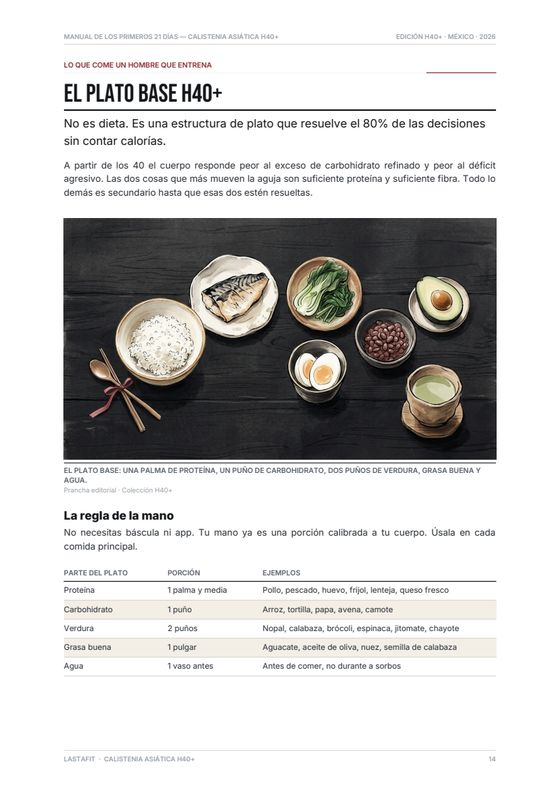 MANUAL DE LOS PRIMEROS 21 DÍAS — CALISTENIA ASIÁTICA H40+
EDICIÓN H40+ · MÉXICO · 2026
LO QUE COME UN HOMBRE QUE ENTRENA
EL PLATO BASE H40+
No es dieta. Es una estructura de plato que resuelve el 80% de las decisiones
sin contar calorías.
A partir de los 40 el cuerpo responde peor al exceso de carbohidrato refinado y peor al déficit
agresivo. Las dos cosas que más mueven la aguja son suficiente proteína y suficiente fibra. Todo lo
demás es secundario hasta que esas dos estén resueltas.
EL PLATO BASE: UNA PALMA DE PROTEÍNA, UN PUÑO DE CARBOHIDRATO, DOS PUÑOS DE VERDURA, GRASA BUENA Y
AGUA.
Prancha editorial · Colección H40+
La regla de la mano
No necesitas báscula ni app. Tu mano ya es una porción calibrada a tu cuerpo. Úsala en cada
comida principal.
PARTE DEL PLATO PORCIÓN EJEMPLOS
Proteína 1 palma y media Pollo, pescado, huevo, frijol, lenteja, queso fresco
Carbohidrato 1 puño Arroz, tortilla, papa, avena, camote
Verdura 2 puños Nopal, calabaza, brócoli, espinaca, jitomate, chayote
Grasa buena 1 pulgar Aguacate, aceite de oliva, nuez, semilla de calabaza
Agua 1 vaso antes Antes de comer, no durante a sorbos
LASTAFIT · CALISTENIA ASIÁTICA H40+
14